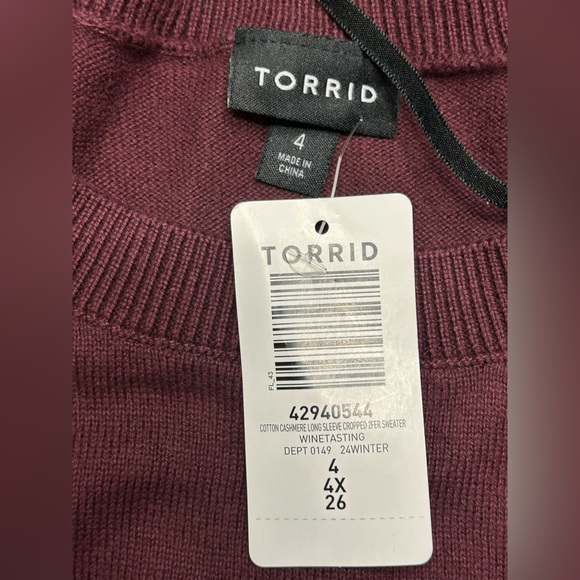 TORRID
4
MADE IN
CHINA
TORRID
FL_43
42940544
COTTON CASHMERE LONG SLEEVE CROPPED 2FER SWEATER
WINETASTING
DEPT 0149 24WINTER
4
4X
26